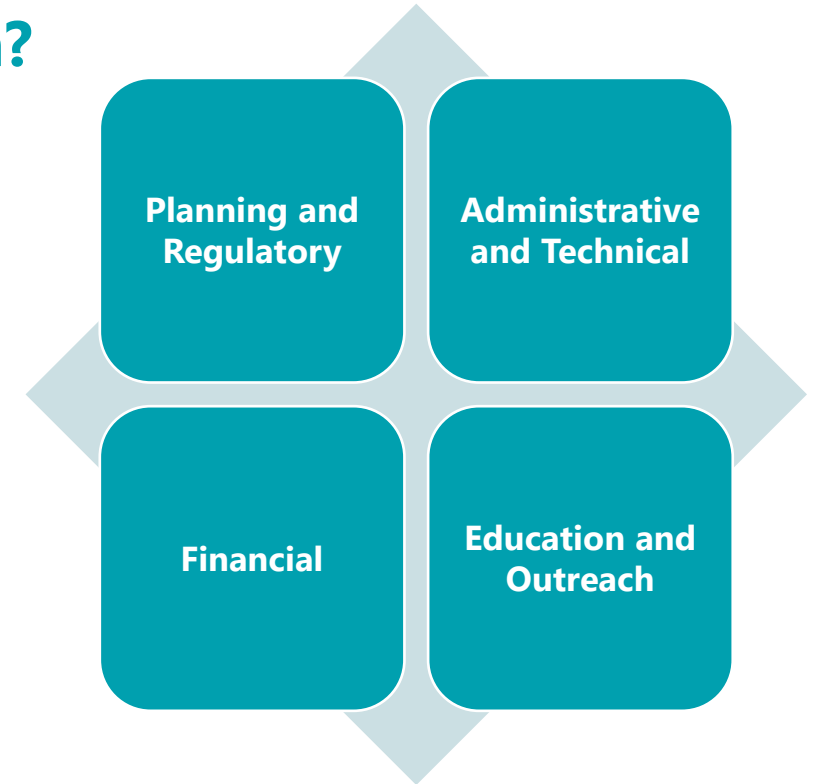 ?
Planning and
Regulatory
Administrative
and Technical
Financial
Education and
Outreach